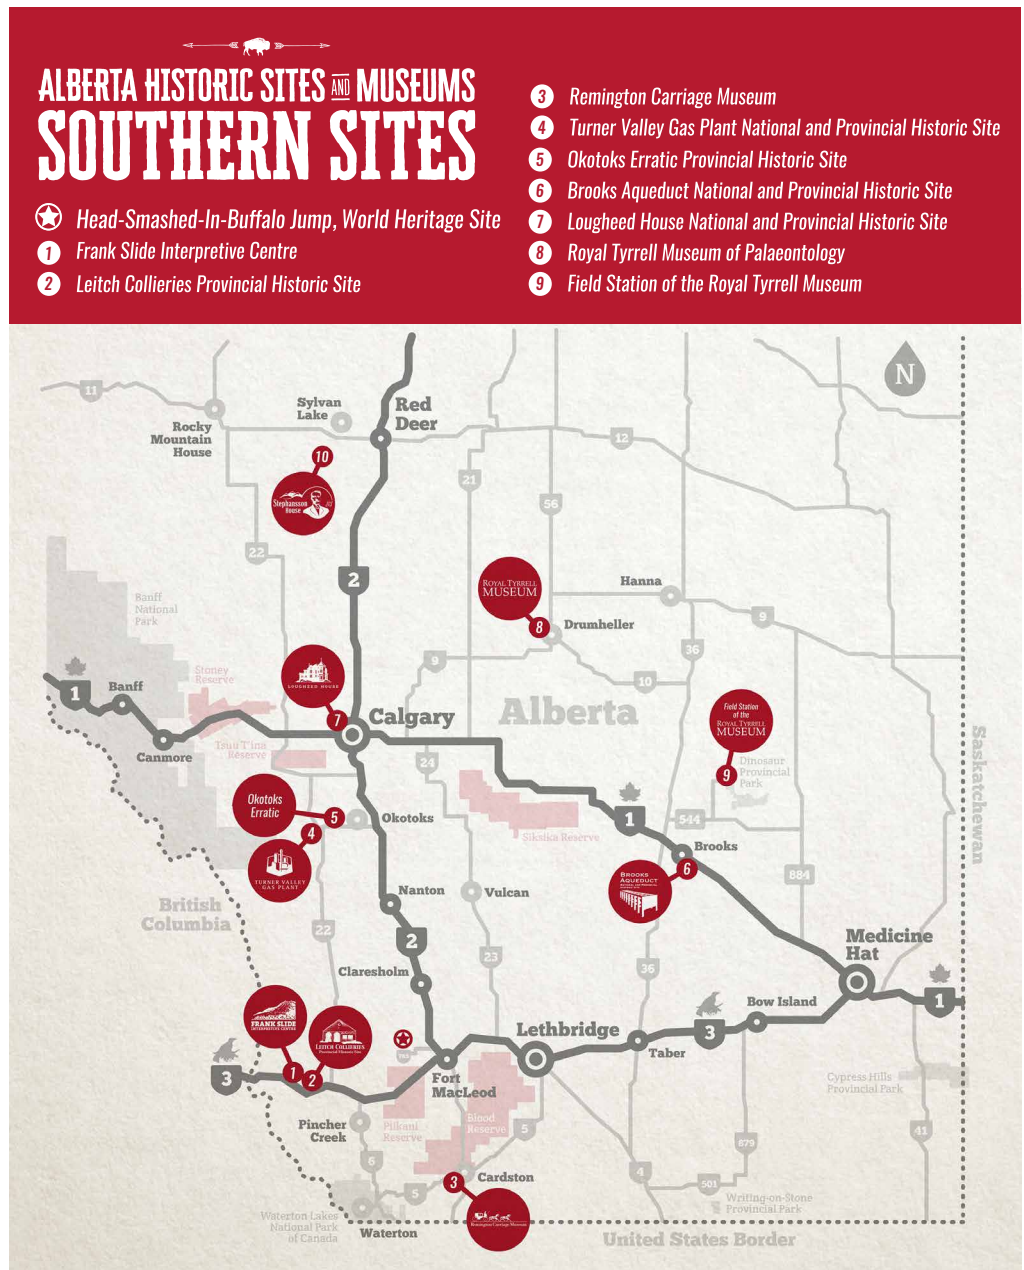 ALBERTA HISTORIC SITES AND MUSEUMS
SOUTHERN SITES
Head-Smashed-In-Buffalo Jump, World Heritage Site
1 Frank Slide Interpretive Centre
2 Leitch Collieries Provincial Historic Site
3 Remington Carriage Museum
4 Turner Valley Gas Plant National and Provincial Historic Site
5 Okotoks Erratic Provincial Historic Site
6 Brooks Aqueduct National and Provincial Historic Site
7 Lougheed House National and Provincial Historic Site
8 Royal Tyrrell Museum of Palaeontology
9 Field Station of the Royal Tyrrell Museum
N
11
Sylvan
Lake
Red
Deer
Rocky
Mountain
House
12
10
21
Stephansson
House
56
22
2
ROYAL TYRRELL
MUSEUM
Hanna
Banff
National
Park
9
8
Drumheller
36
9
Stoney
Reserve
10
1
Banff
LOUGHEED HOUSE
7
Calgary
Alberta
Field Station
of the
ROYAL TYRRELL
MUSEUM
Canmore
Tsuu T'ina
Reserve
24
9
Dinosaur
Provincial
Park
Saskatchewan
Okotoks
Erratic
5
Okotoks
4
1
544
Siksika Reserve
Brooks
TURNER VALLEY
GAS PLANT
BROOKS
AQUEDUCT
6
884
Nanton
Vulcan
British
Columbia
22
2
Medicine
Hat
23
36
Claresholm
1
Bow Island
FRANK SLIDE
INTERPRETIVE CENTRE
LEITCH COLLIERIES
Provincial Historic Site
Lethbridge
3
Taber
785
3
1
2
Fort
MacLeod
Cypress Hills
Provincial Park
Pincher
Creek
Piikani
Reserve
Blood
Reserve
5
41
879
6
4
3
Cardston
501
5
Writing-on-Stone
Provincial Park
Waterton Lakes
National Park
of Canada
Waterton
Remington Carriage Museum
United States Border